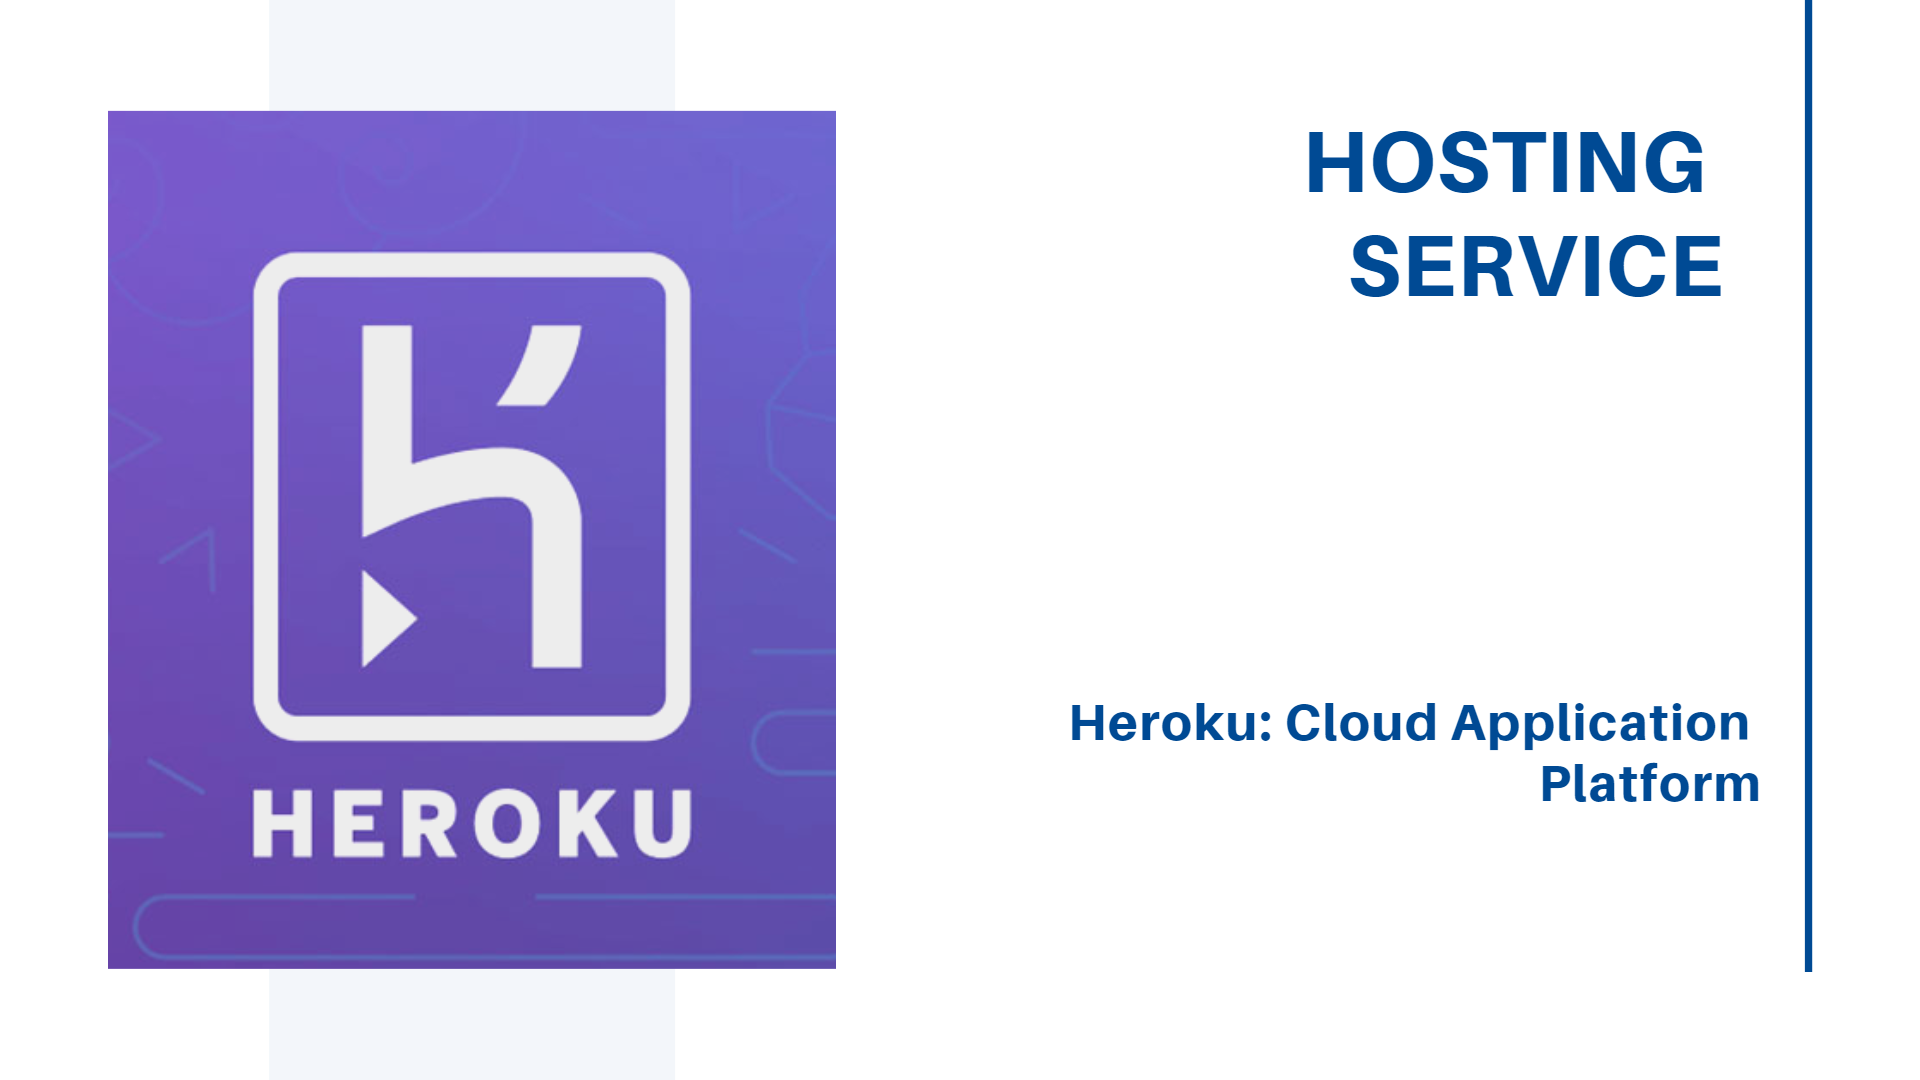 HOSTING
SERVICE
HEROKU
Heroku: Cloud Application
Platform